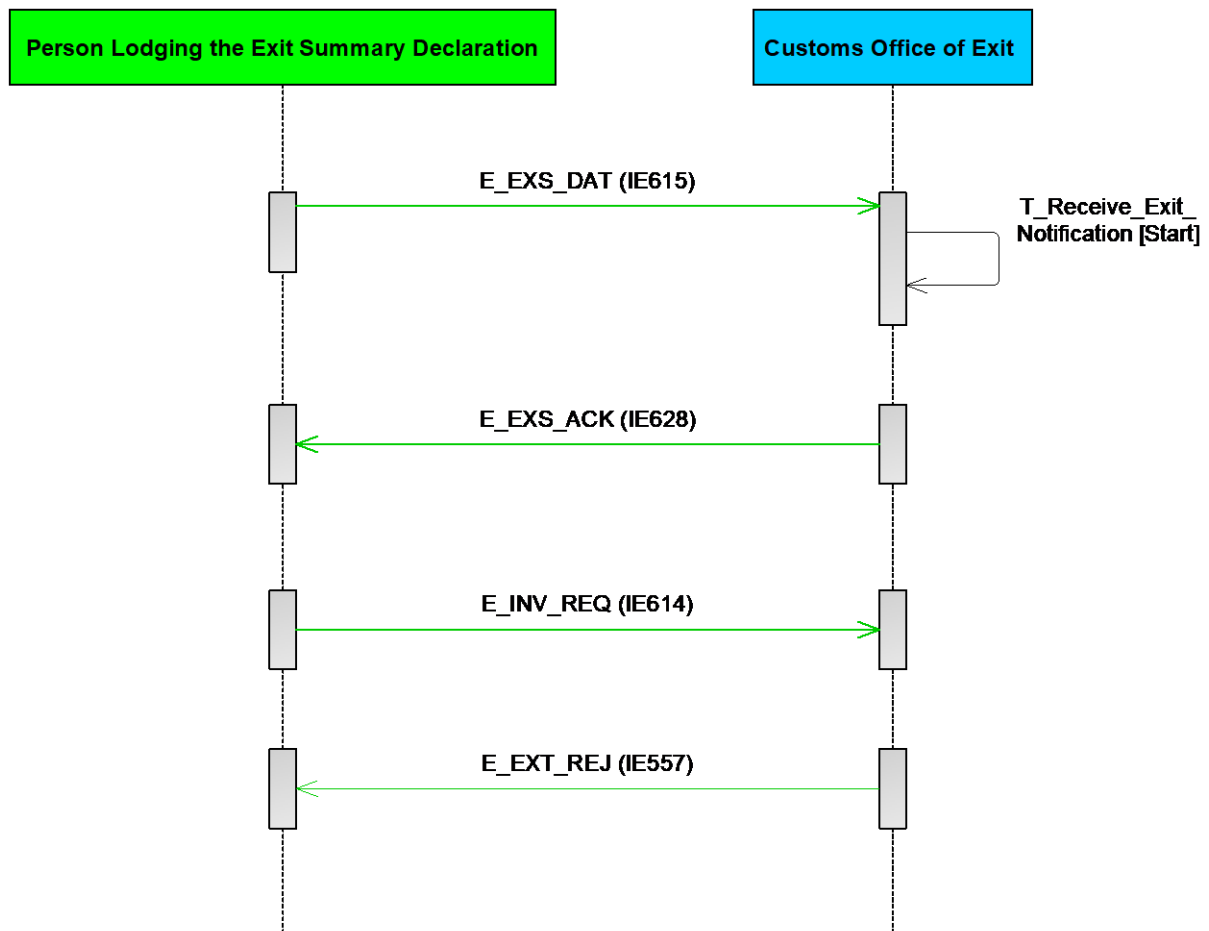 Person Lodging the Exit Summary Declaration
Customs Office of Exit
E_EXS_DAT (IE615)
T_Receive_Exit_
Notification [Start]
E_EXS_ACK (IE628)
E_INV_REQ (IE614)
E_EXT_REJ (IE557)